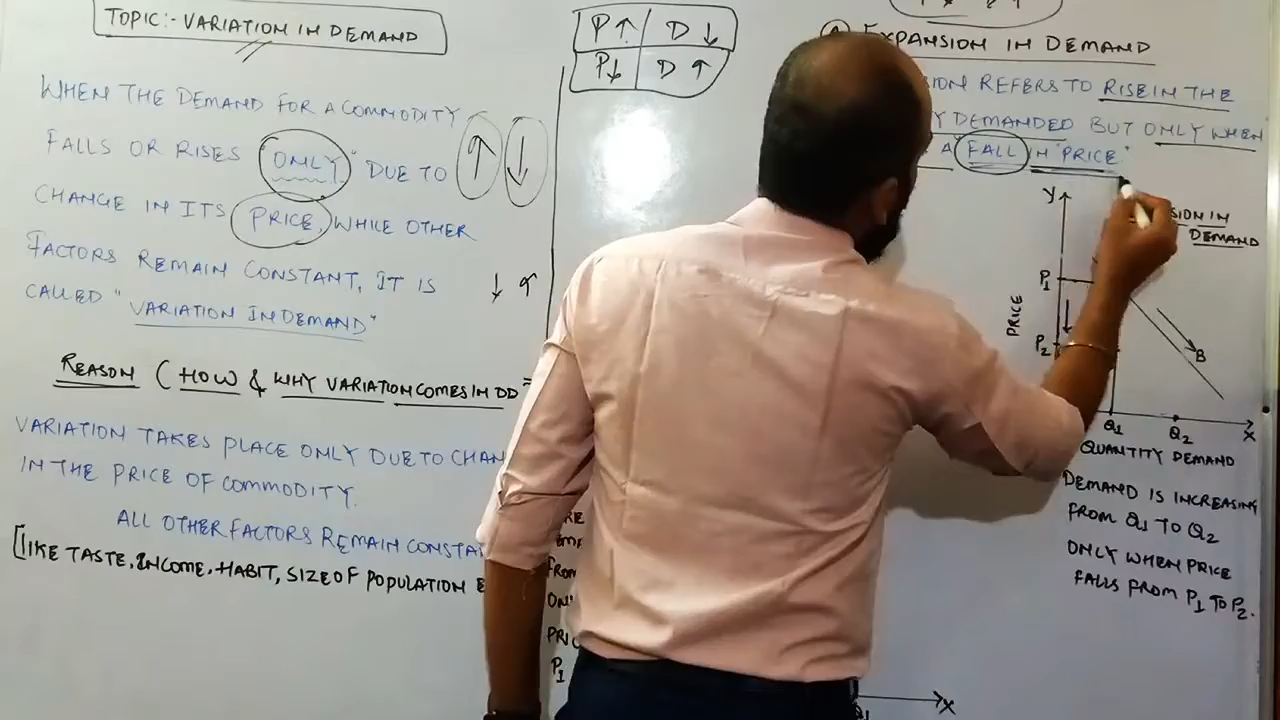 TOPIC:- VARIATION IN DEMAND
WHEN THE DEMAND FOR A COMMODITY
FALLS OR RISES "ONLY" DUE TO ↑ ↓
CHANGE IN ITS PRICE, WHILE OTHER
FACTORS REMAIN CONSTANT, IT IS ↓ ↑
CALLED "VARIATION IN DEMAND"
REASON (HOW & WHY VARIATION COMES IN DD =
VARIATION TAKES PLACE ONLY DUE TO CHAN
IN THE PRICE OF COMMODITY.
ALL OTHER FACTORS REMAIN CONSTA
[LIKE TASTE, INCOME, HABIT, SIZE OF POPULATION E
P↑ D↓
P↓ D↑
EXPANSION IN DEMAND
SION REFERS TO RISE IN THE
Y DEMANDED BUT ONLY WHEN
A FALL IN "PRICE"
SION IN
DEMAND
Y
P1
PRICE
P2
B
Q1 Q2 X
QUANTITY DEMAND
DEMAND IS INCREASING
FROM Q1 TO Q2
ONLY WHEN PRICE
FALLS FROM P1 TO P2.
FROM
ON
PRIC
P1
X
Q1